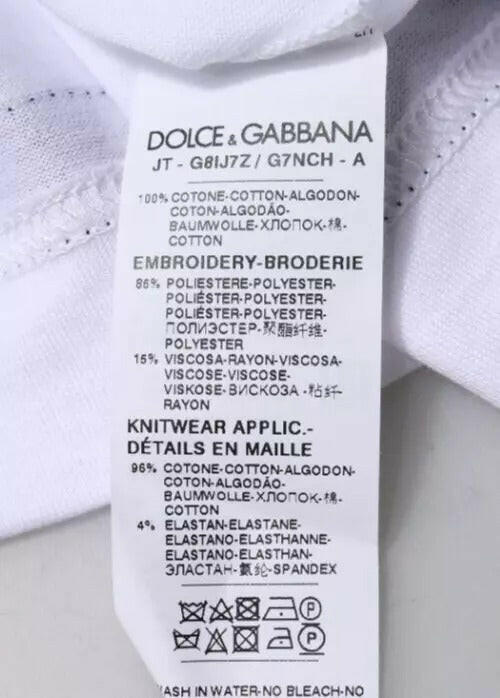 DOLCE & GABBANA
JT - G8IJ7Z / G7NCH - A
100% COTONE-COTTON-ALGODON-
COTON-ALGODÃO-
BAUMWOLLE-ХЛОПОК-棉-
COTTON
EMBROIDERY-BRODERIE
86% POLIESTERE-POLYESTER-
POLIÉSTER-POLYESTER-
POLIÉSTER-POLYESTER-
ПОЛИЭСТЕР-聚酯纤维-
POLYESTER
15% VISCOSA-RAYON-VISCOSA-
VISCOSE-VISCOSE-
VISKOSE-ВИСКОЗА-粘纤-
RAYON
KNITWEAR APPLIC.-
DÉTAILS EN MAILLE
96% COTONE-COTTON-ALGODON-
COTON-ALGODÃO-
BAUMWOLLE-ХЛОПОК-棉-
COTTON
4% ELASTAN-ELASTANE-
ELASTANO-ELASTHANNE-
ELASTANO-ELASTHAN-
ЭЛАСТАН-氨纶-SPANDEX
P
P
WASH IN WATER-NO BLEACH-NO